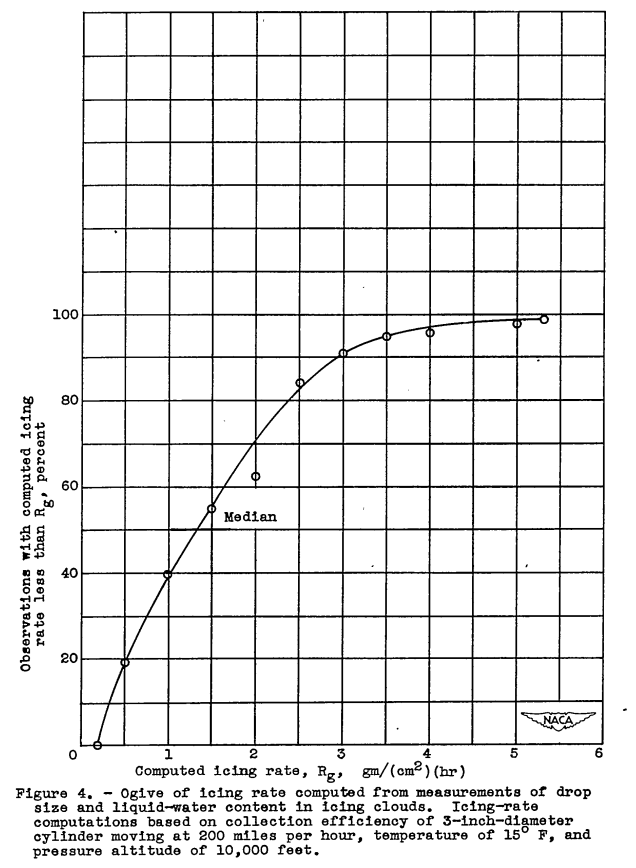 100
80
60
40
20
0
1
2
3
4
5
6
Observations with computed icing
rate less than Rg, percent
Median
NACA
Computed icing rate, Rg, gm/(cm²)(hr)
Figure 4. - Ogive of icing rate computed from measurements of drop
size and liquid-water content in icing clouds. Icing-rate
computations based on collection efficiency of 3-inch-diameter
cylinder moving at 200 miles per hour, temperature of 15° F, and
pressure altitude of 10,000 feet.